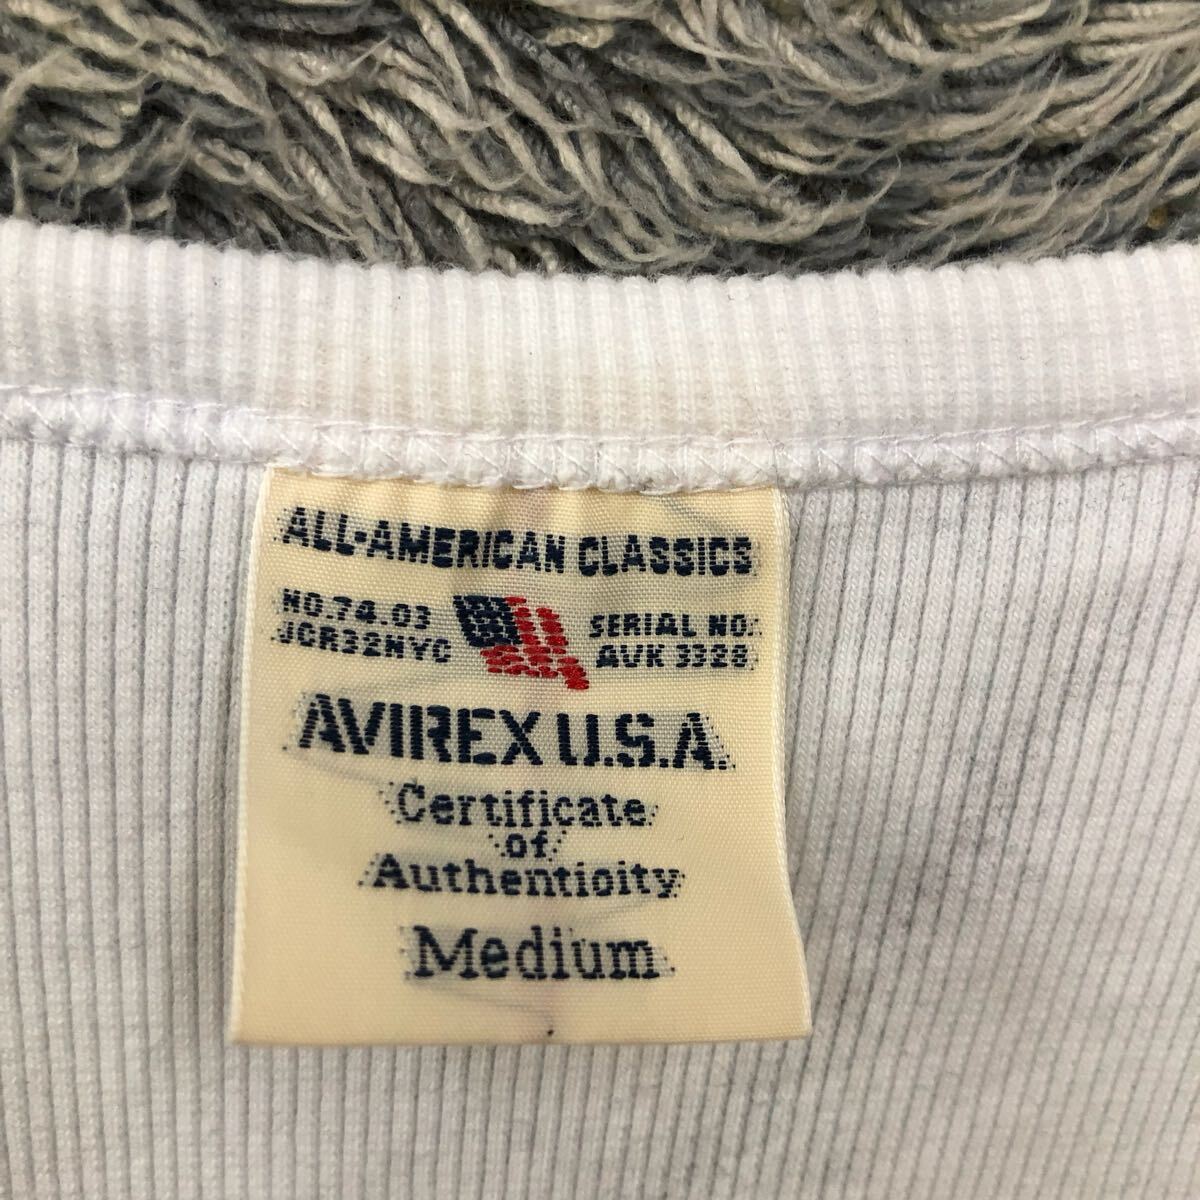 ALL-AMERICAN CLASSICS
NO.74.03
JCR32NYC
SERIAL NO.
AVK 3328
AVIREX U.S.A.
Certificate
of
Authenticity
Medium